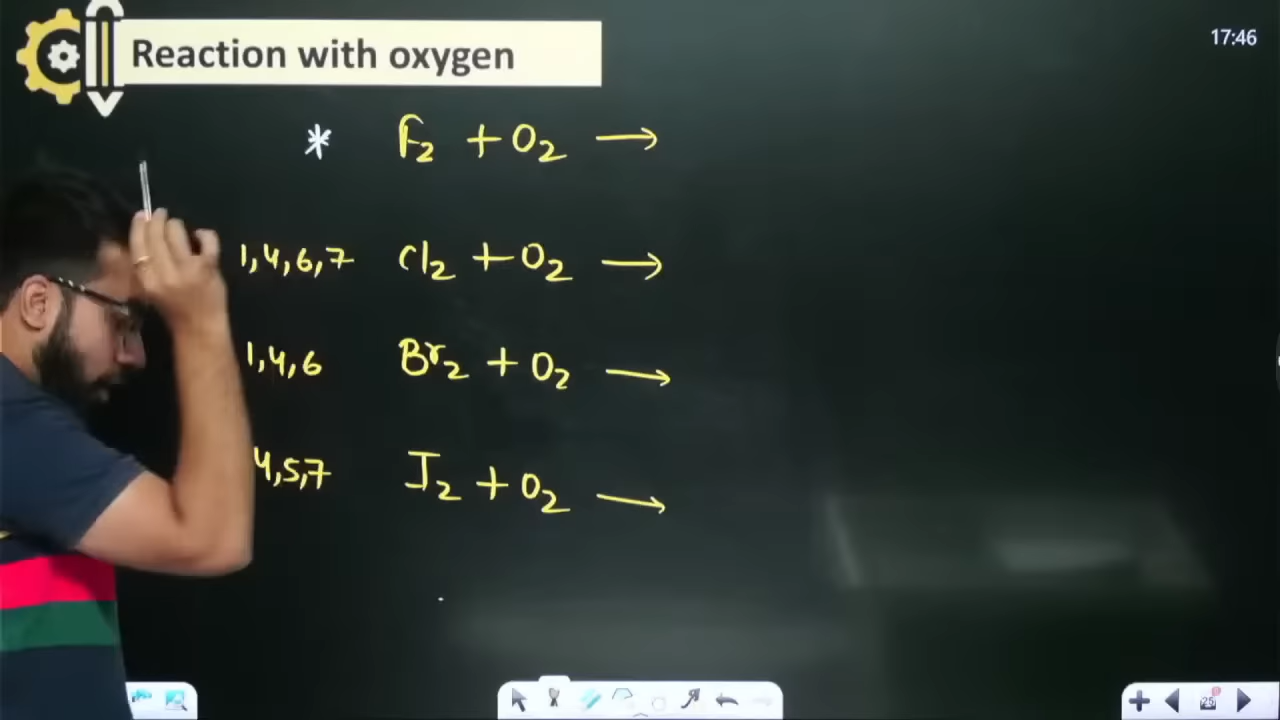 Reaction with oxygen
17:46
* F2 + O2 →
1,4,6,7 Cl2 + O2 →
1,4,6 Br2 + O2 →
4,5,7 I2 + O2 →
25